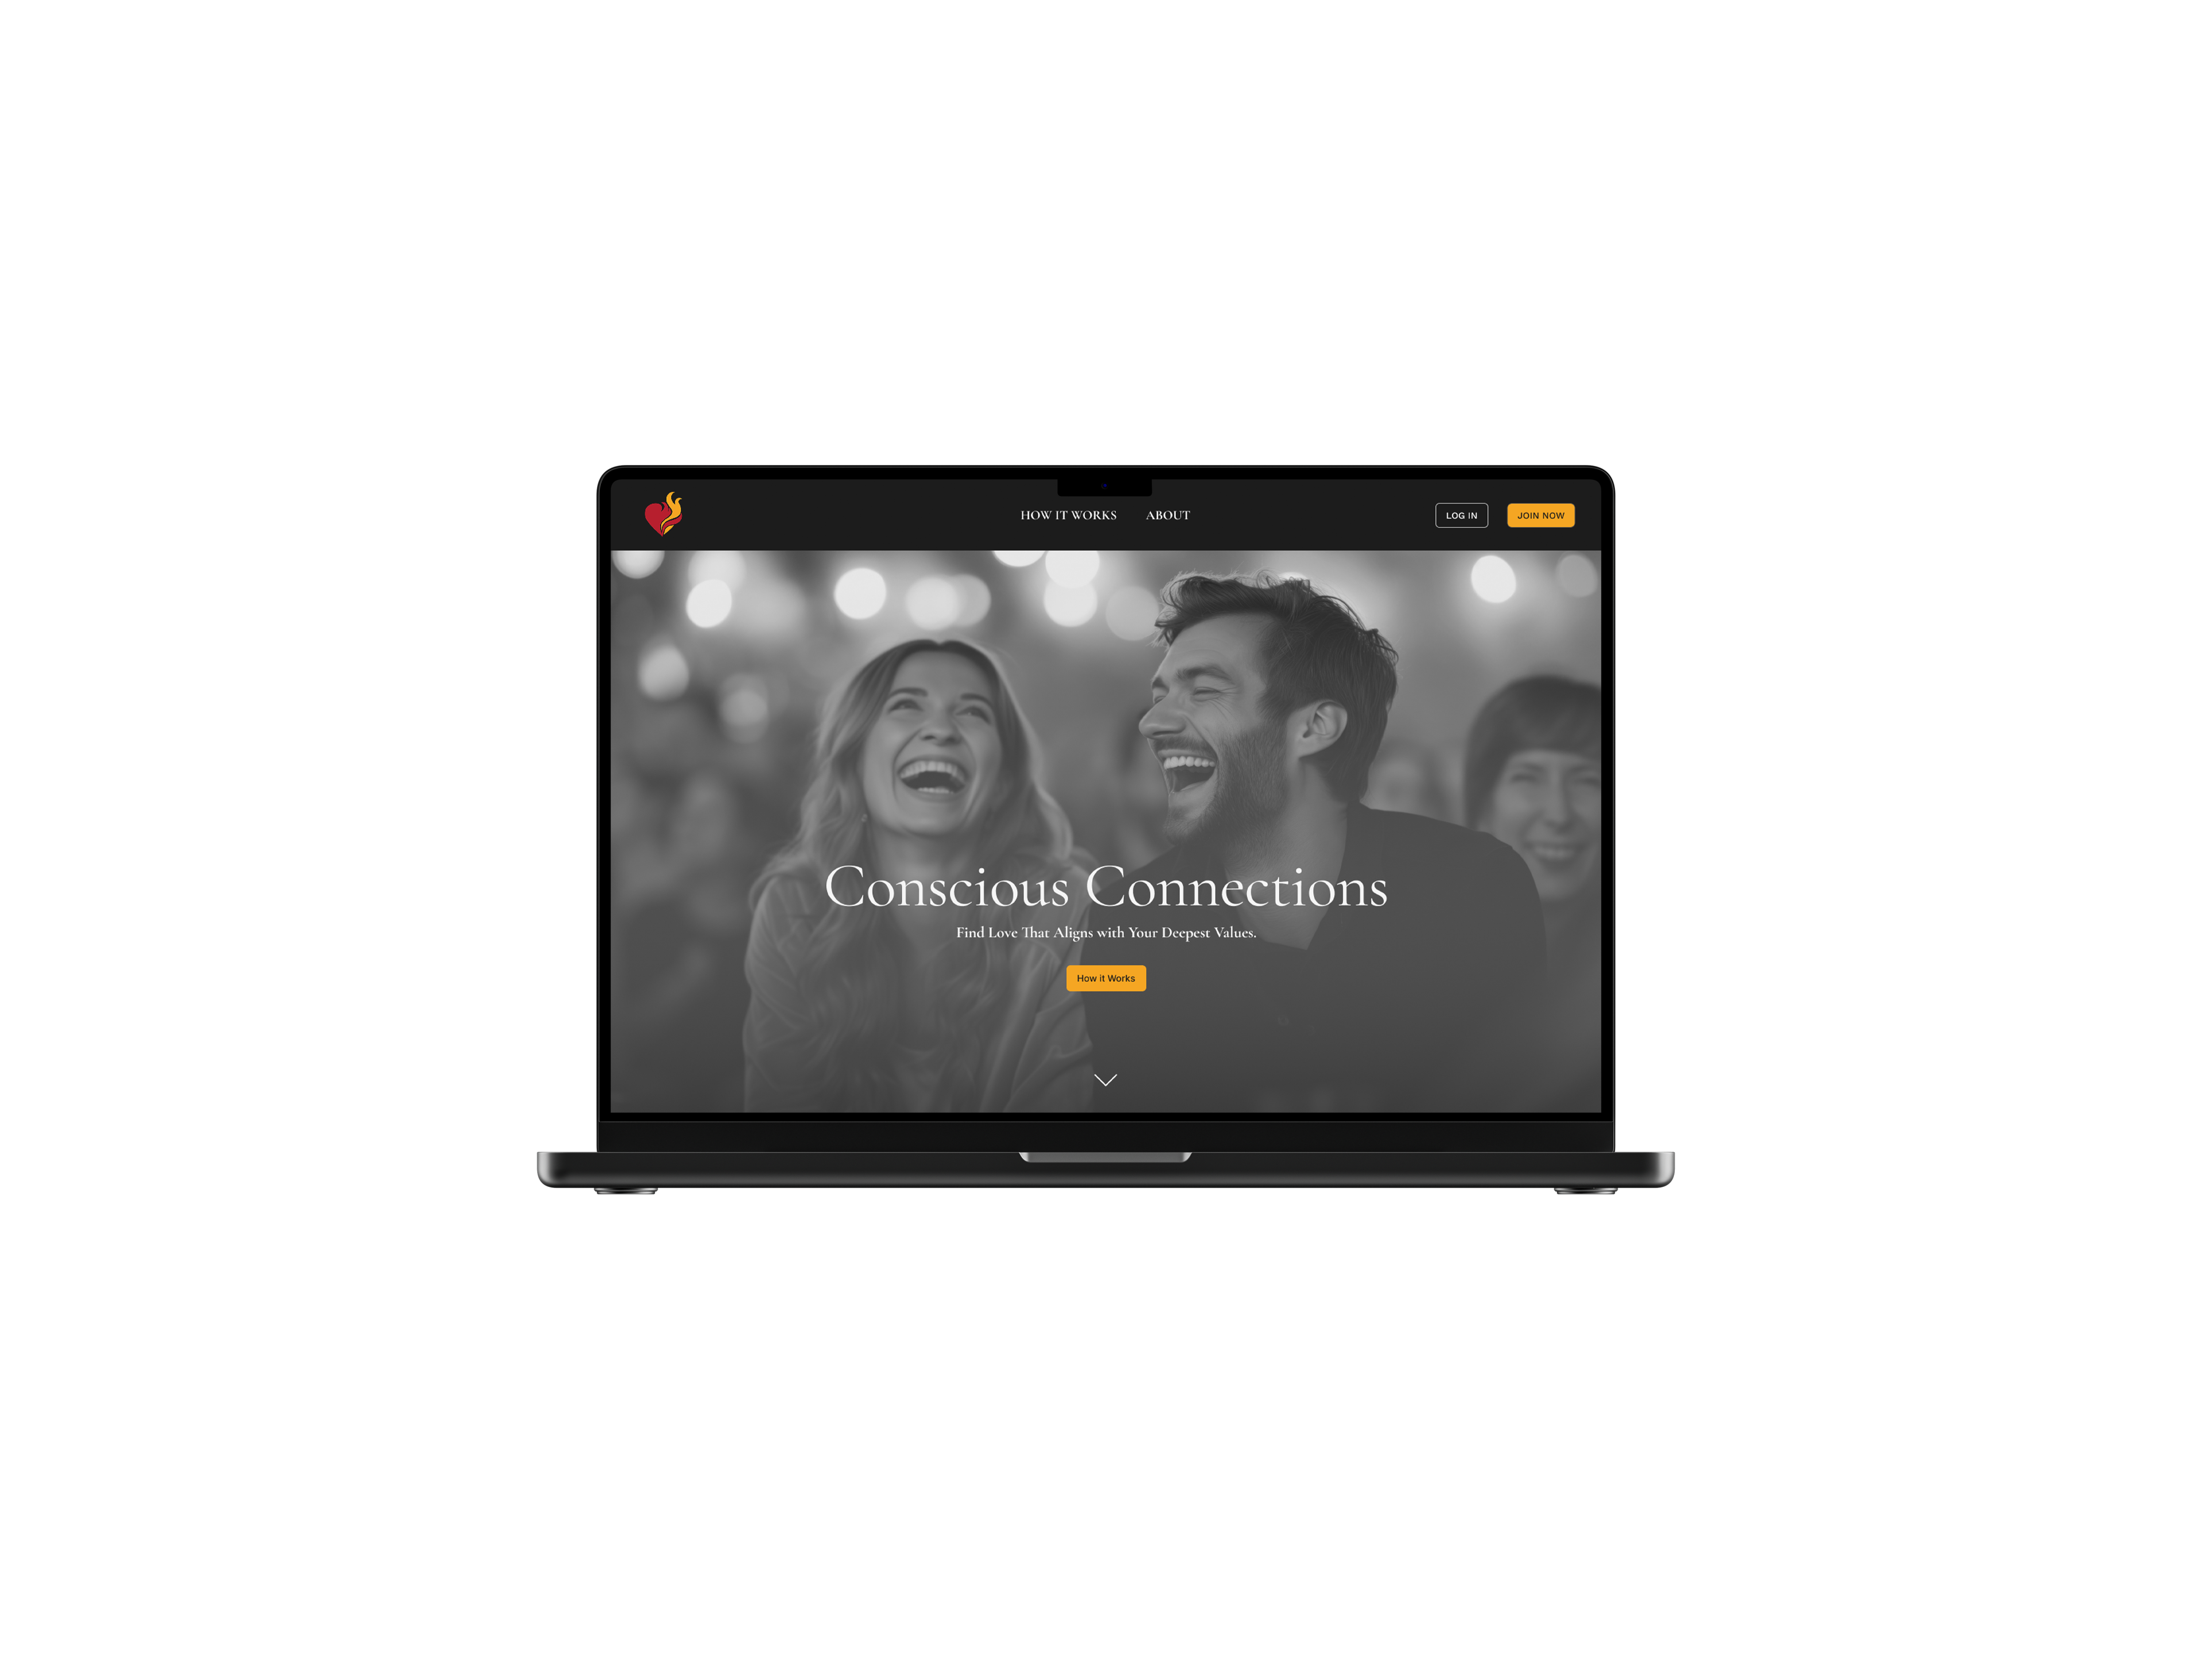 HOW IT WORKS ABOUT LOG IN JOIN NOW
Conscious Connections
Find Love That Aligns with Your Deepest Values.
How it Works